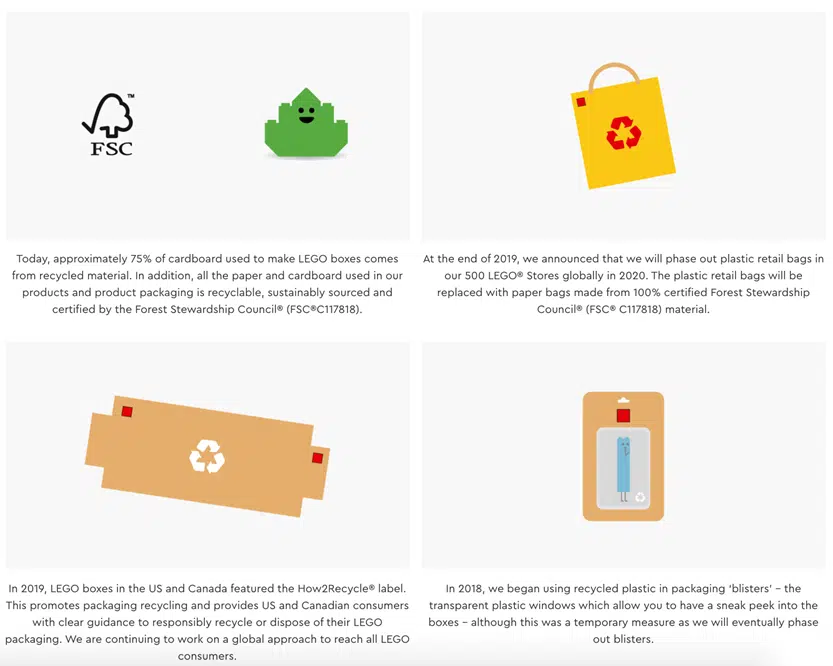 FSC™
Today, approximately 75% of cardboard used to make LEGO boxes comes
from recycled material. In addition, all the paper and cardboard used in our
products and product packaging is recyclable, sustainably sourced and
certified by the Forest Stewardship Council® (FSC®C117818).
At the end of 2019, we announced that we will phase out plastic retail bags in
our 500 LEGO® Stores globally in 2020. The plastic retail bags will be
replaced with paper bags made from 100% certified Forest Stewardship
Council® (FSC® C117818) material.
In 2019, LEGO boxes in the US and Canada featured the How2Recycle® label.
This promotes packaging recycling and provides US and Canadian consumers
with clear guidance to responsibly recycle or dispose of their LEGO
packaging. We are continuing to work on a global approach to reach all LEGO
consumers.
In 2018, we began using recycled plastic in packaging ‘blisters’ – the
transparent plastic windows which allow you to have a sneak peek into the
boxes – although this was a temporary measure as we will eventually phase
out blisters.